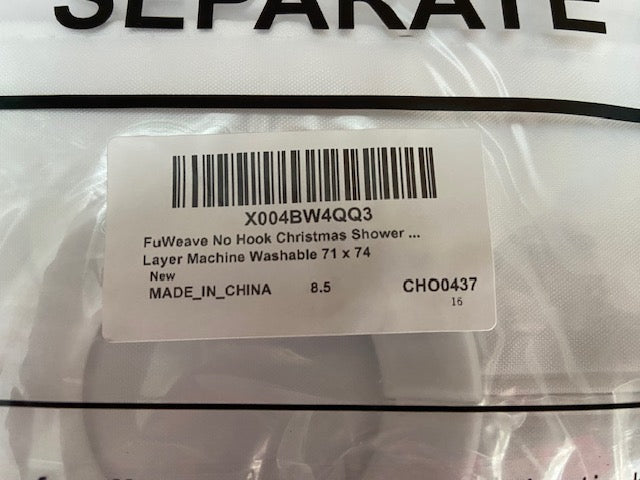 SEPARATE
X004BW4QQ3
FuWeave No Hook Christmas Shower ...
Layer Machine Washable 71 x 74
New
MADE_IN_CHINA 8.5 CHO0437
16